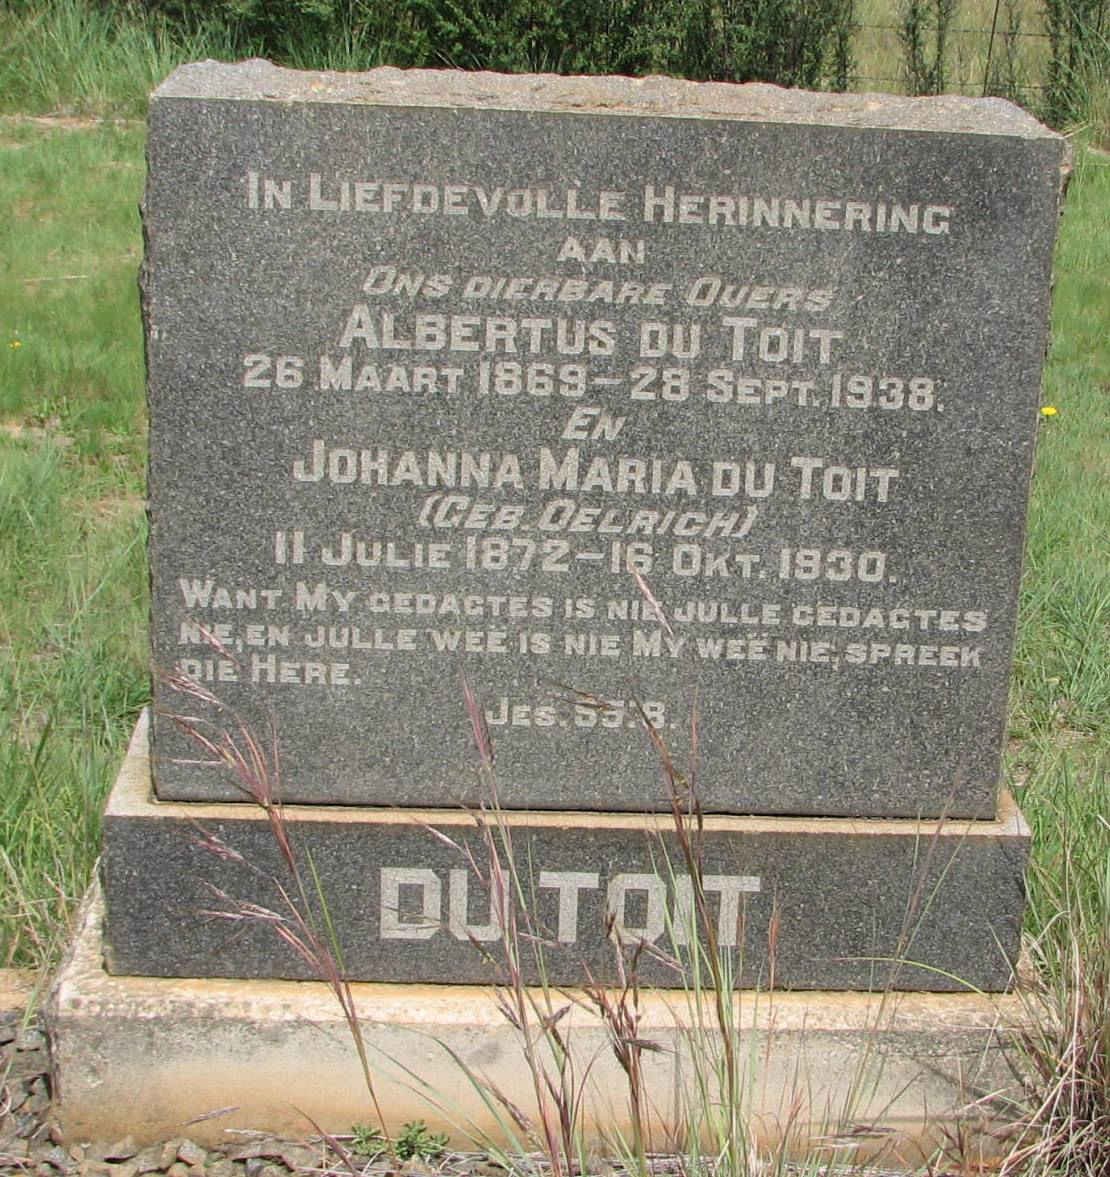 IN LIEFDEVOLLE HERINNERING
AAN
ONS DIERBARE OUERS
ALBERTUS DU TOIT
26 MAART 1869–28 SEPT. 1938.
EN
JOHANNA MARIA DU TOIT
(GEB. OELRICH)
11 JULIE 1872–16 OKT. 1930.
WANT MY GEDAGTES IS NIE JULLE GEDAGTES
NIE, EN JULLE WEË IS NIE MY WEË NIE, SPREEK
DIE HERE.
JES. 55:8.
DU TOIT